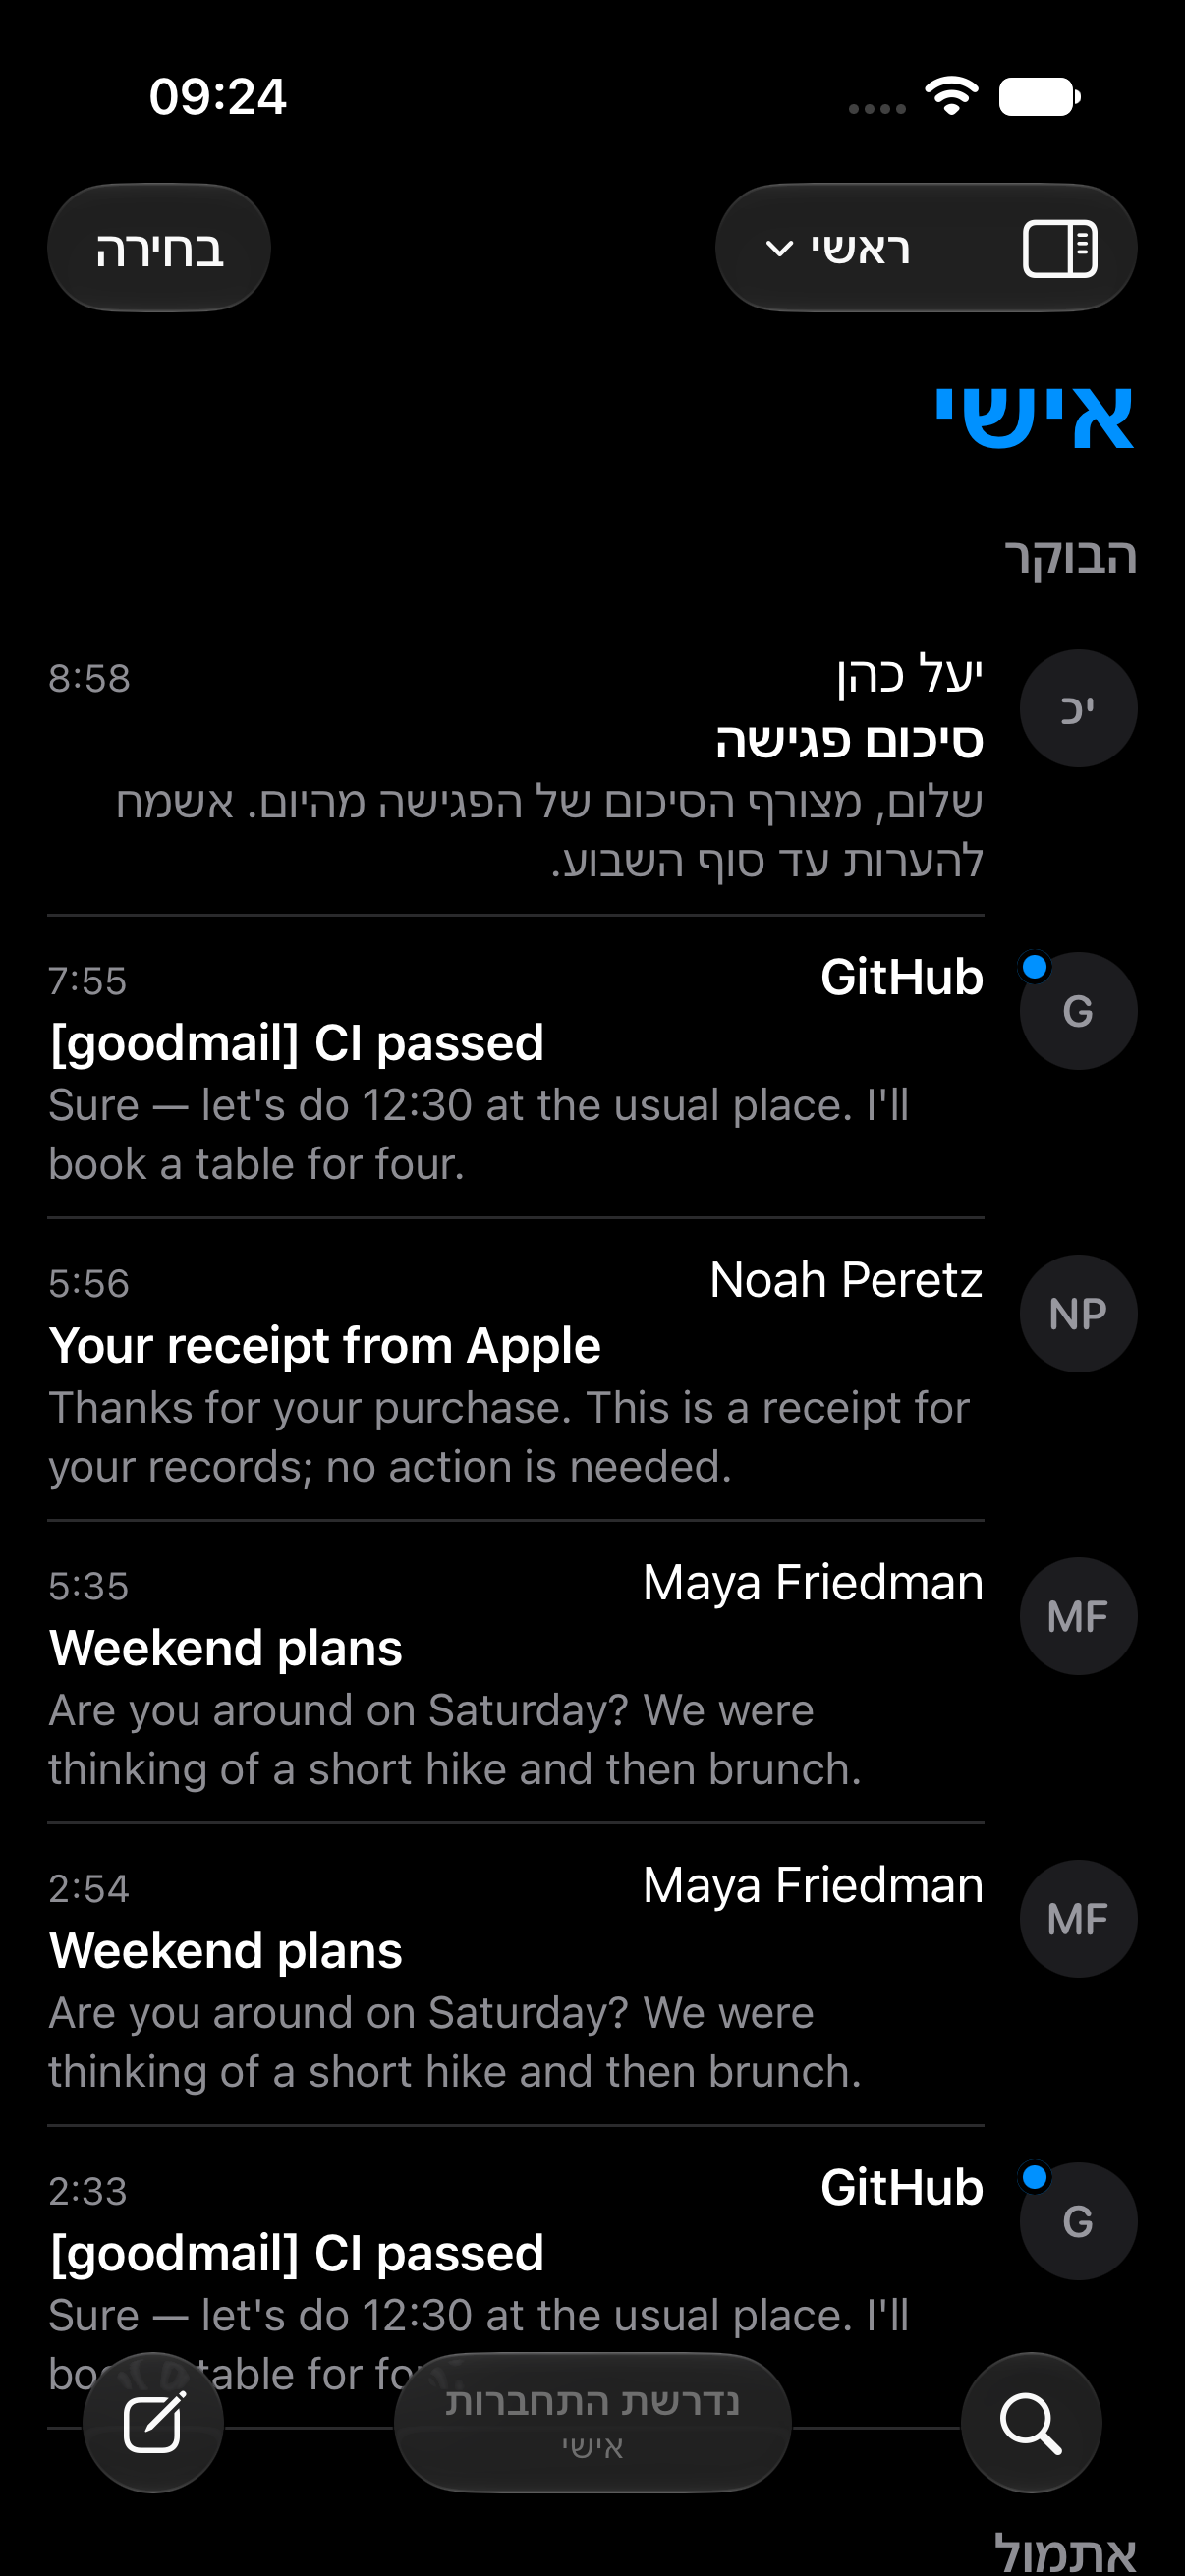 09:24
ראשי
בחירה
אישי
הבוקר
יכ
יעל כהן
8:58
סיכום פגישה
שלום, מצורף הסיכום של הפגישה מהיום. אשמח
להערות עד סוף השבוע.
G
GitHub
7:55
[goodmail] CI passed
Sure — let's do 12:30 at the usual place. I'll
book a table for four.
NP
Noah Peretz
5:56
Your receipt from Apple
Thanks for your purchase. This is a receipt for
your records; no action is needed.
MF
Maya Friedman
5:35
Weekend plans
Are you around on Saturday? We were
thinking of a short hike and then brunch.
MF
Maya Friedman
2:54
Weekend plans
Are you around on Saturday? We were
thinking of a short hike and then brunch.
G
GitHub
2:33
[goodmail] CI passed
Sure — let's do 12:30 at the usual place. I'll
table for
נדרשת התחברות
אישי
אתמול